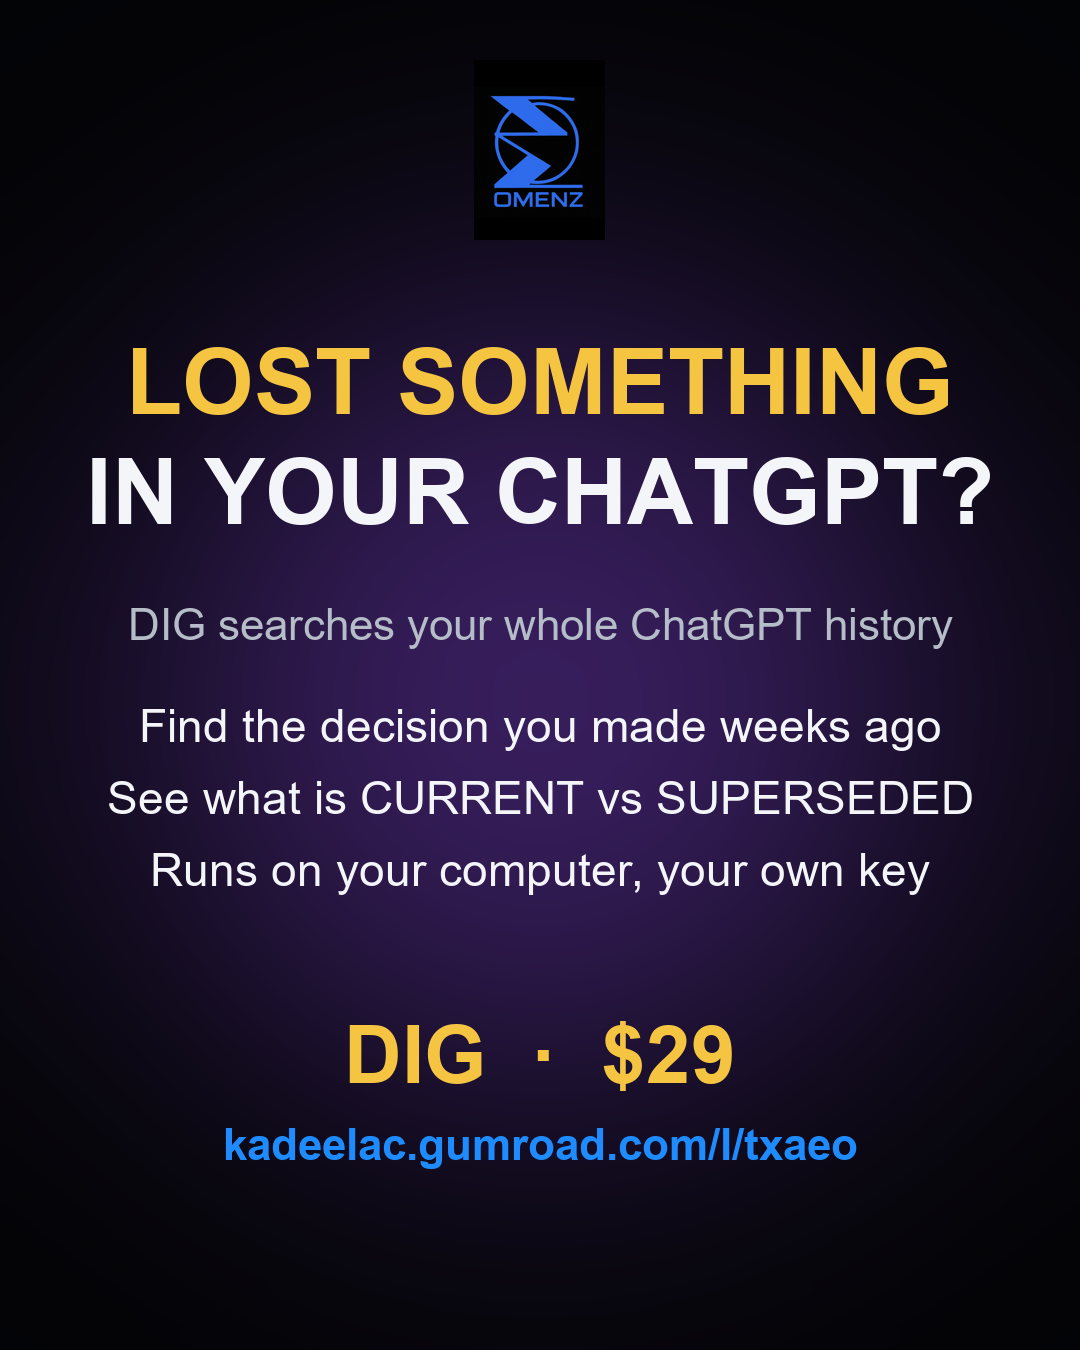 OMENZ
LOST SOMETHING
IN YOUR CHATGPT?
DIG searches your whole ChatGPT history
Find the decision you made weeks ago
See what is CURRENT vs SUPERSEDED
Runs on your computer, your own key
DIG · $29
kadeelac.gumroad.com/l/txaeo